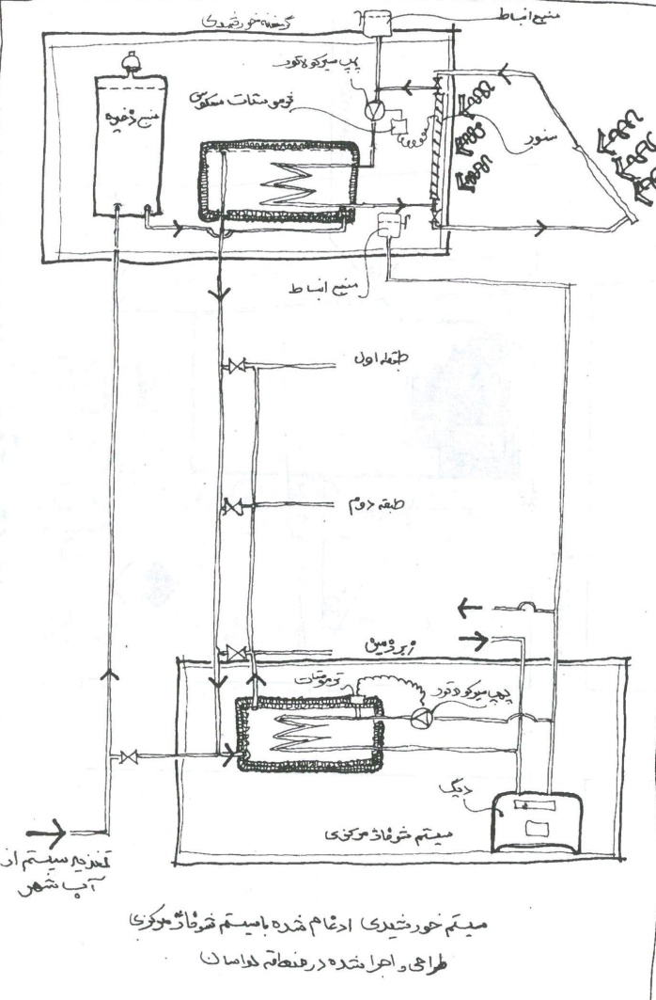 منبع انبساط
گرمخانه خورشیدی
پمپ سیرکولاتور
ترموستات معکوس
منبع ذخیره
سنور
منبع انبساط
طبقه اول
طبقه دوم
زیرزمین
ترموستات
پمپ سیرکولاتور
دیگ
سیستم شوفاژ مرکزی
تغذیه سیستم از
آب شهر
سیستم خورشیدی ادغام شده با سیستم شوفاژ مرکزی
طراحی و اجرا شده در منطقه لواسان